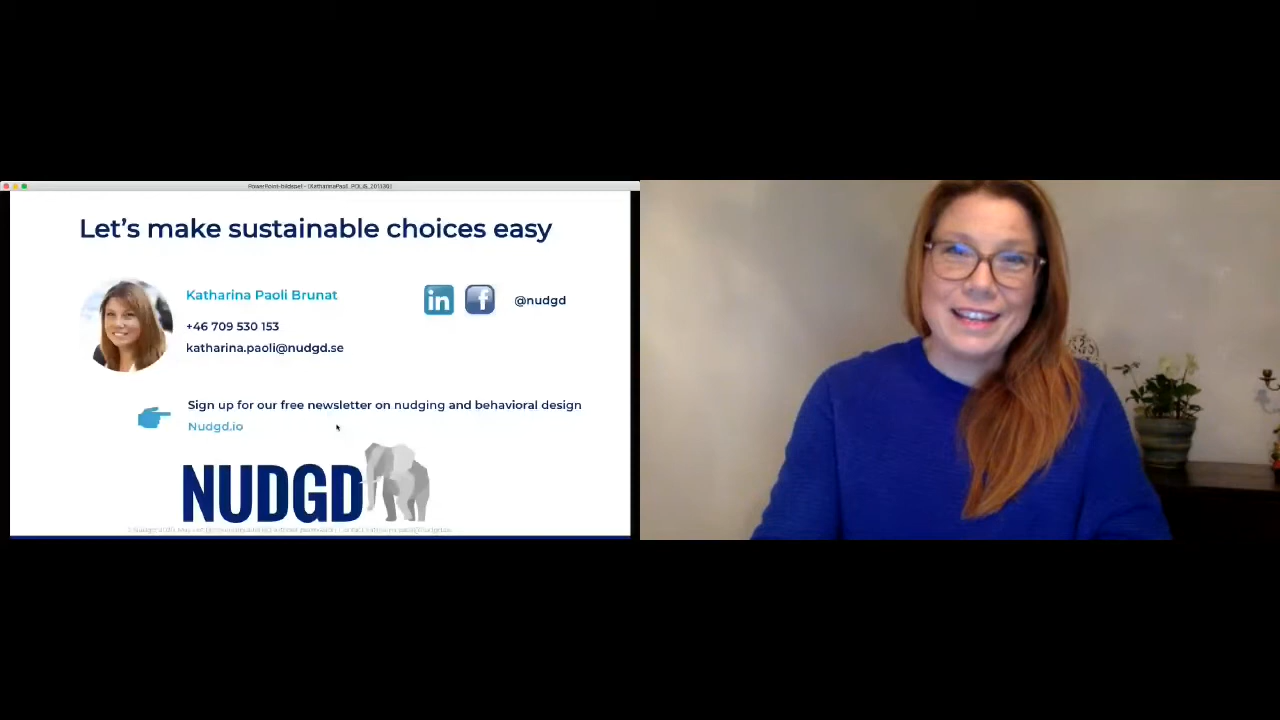 Let's make sustainable choices easy
Katharina Paoli Brunat
+46 709 530 153
katharina.paoli@nudgd.se
in f @nudgd
Sign up for our free newsletter on nudging and behavioral design
Nudgd.io
NUDGD